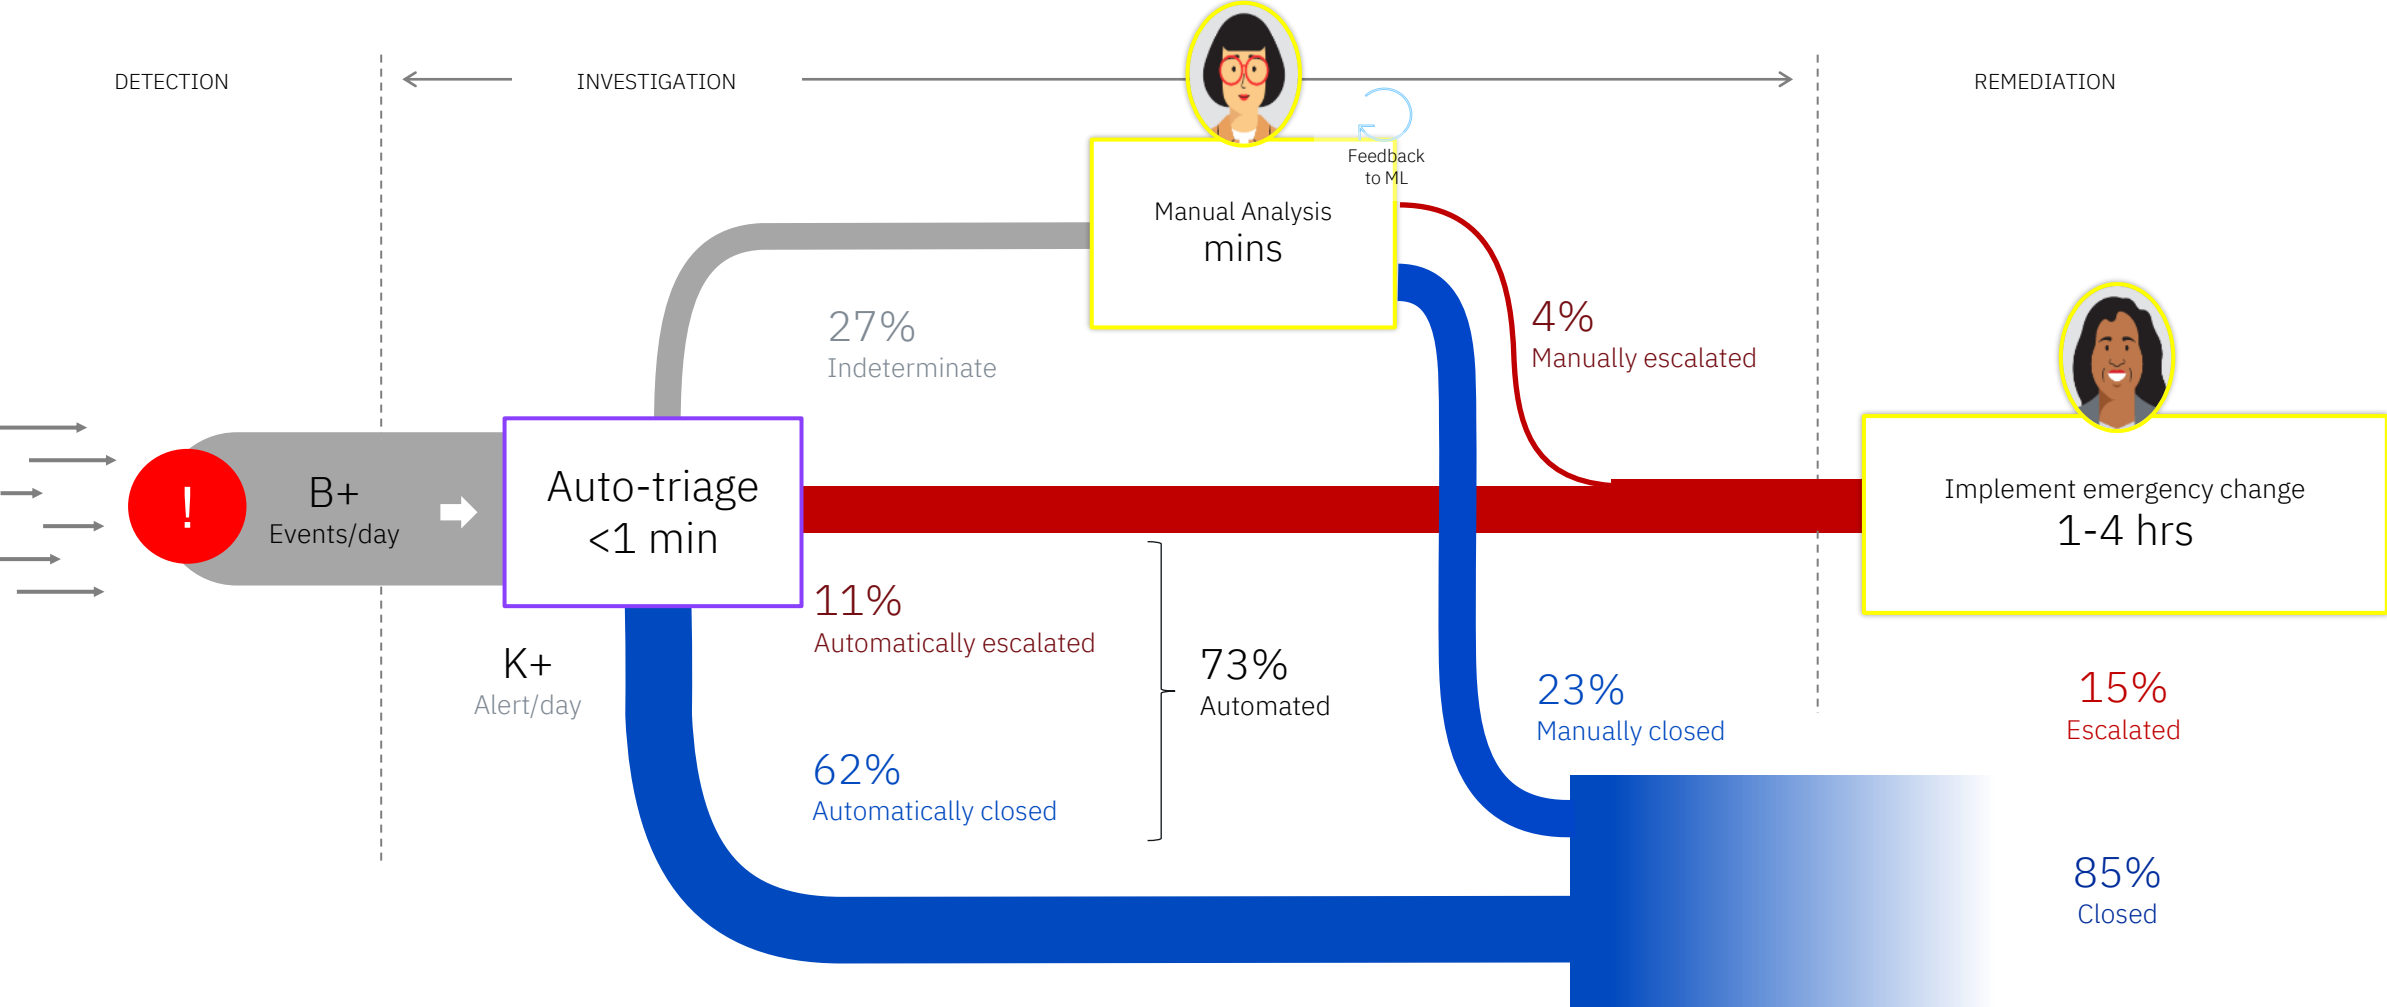 DETECTION
INVESTIGATION
REMEDIATION
Feedback
to ML
Manual Analysis
mins
27%
Indeterminate
4%
Manually escalated
!
B+
Events/day
Auto-triage
<1 min
Implement emergency change
1-4 hrs
11%
Automatically escalated
K+
Alert/day
73%
Automated
23%
Manually closed
15%
Escalated
62%
Automatically closed
85%
Closed